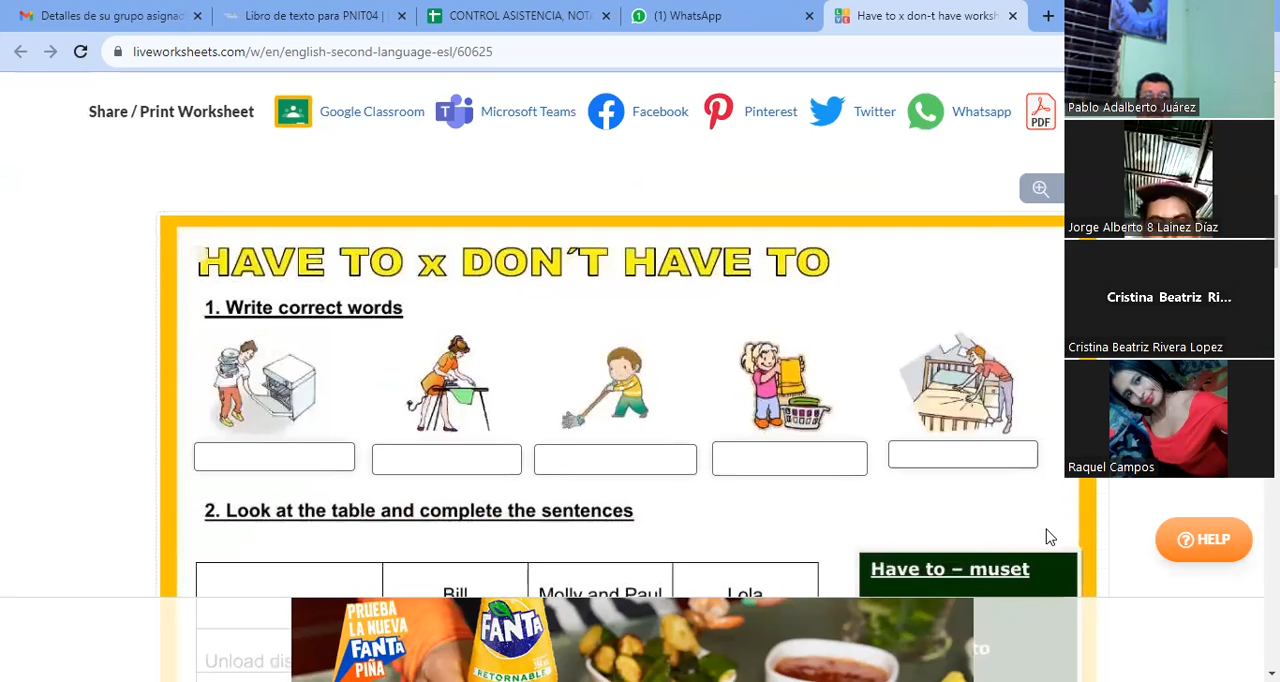 Detalles de su grupo asignad
Libro de texto para PNIT04 |
CONTROL ASISTENCIA, NOTA
(1) WhatsApp
Have to x don-t have worksh
liveworksheets.com/w/en/english-second-language-esl/60625
Share / Print Worksheet
Google Classroom
Microsoft Teams
Facebook
Pinterest
Twitter
Whatsapp
PDF
Pablo Adalberto Juárez
Jorge Alberto 8 Lainez Díaz
Cristina Beatriz Ri...
Cristina Beatriz Rivera Lopez
Raquel Campos
HAVE TO x DON´T HAVE TO
1. Write correct words
2. Look at the table and complete the sentences
Have to – muset
Bill
Molly and Paul
Lola
Unload dis
to
PRUEBA
LA NUEVA
FANTA
PIÑA
FANTA
RETORNABLE
HELP